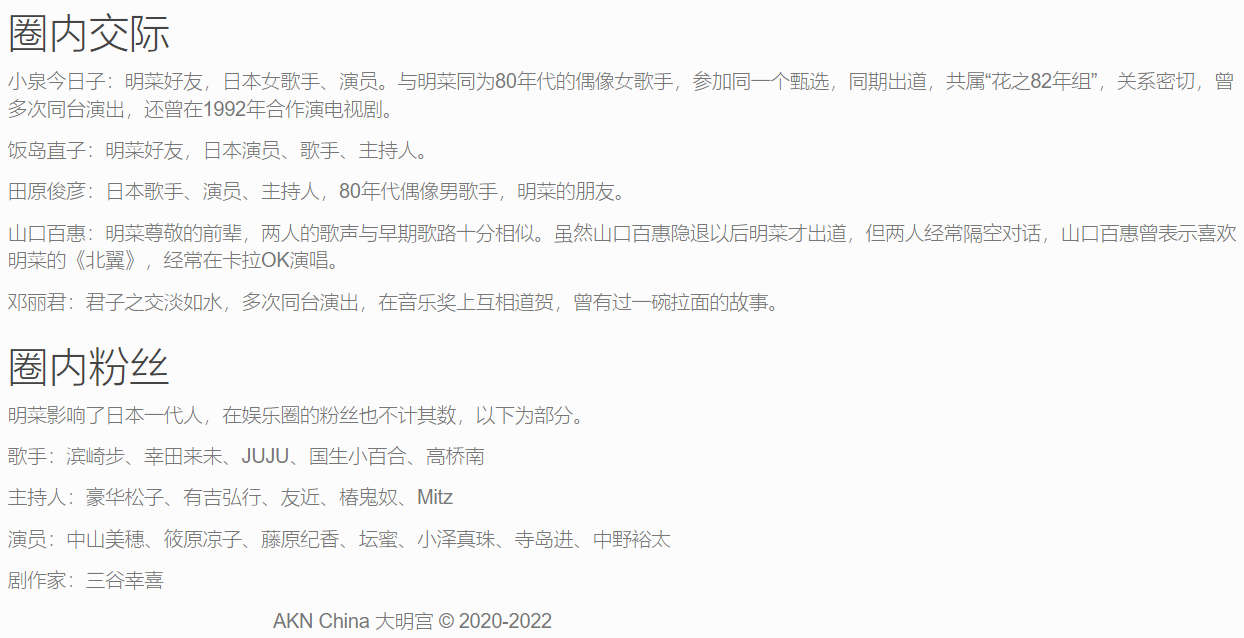 圈内交际
小泉今日子：明菜好友，日本女歌手、演员。与明菜同为80年代的偶像女歌手，参加同一个甄选，同期出道，共属“花之82年组”，关系密切，曾
多次同台演出，还曾在1992年合作演电视剧。
饭岛直子：明菜好友，日本演员、歌手、主持人。
田原俊彦：日本歌手、演员、主持人，80年代偶像男歌手，明菜的朋友。
山口百惠：明菜尊敬的前辈，两人的歌声与早期歌路十分相似。虽然山口百惠隐退以后明菜才出道，但两人经常隔空对话，山口百惠曾表示喜欢
明菜的《北翼》，经常在卡拉OK演唱。
邓丽君：君子之交淡如水，多次同台演出，在音乐奖上互相道贺，曾有过一碗拉面的故事。
圈内粉丝
明菜影响了日本一代人，在娱乐圈的粉丝也不计其数，以下为部分。
歌手：滨崎步、幸田来未、JUJU、国生小百合、高桥南
主持人：豪华松子、有吉弘行、友近、椿鬼奴、Mitz
演员：中山美穗、筱原凉子、藤原纪香、坛蜜、小泽真珠、寺岛进、中野裕太
剧作家：三谷幸喜
AKN China 大明宫 © 2020-2022